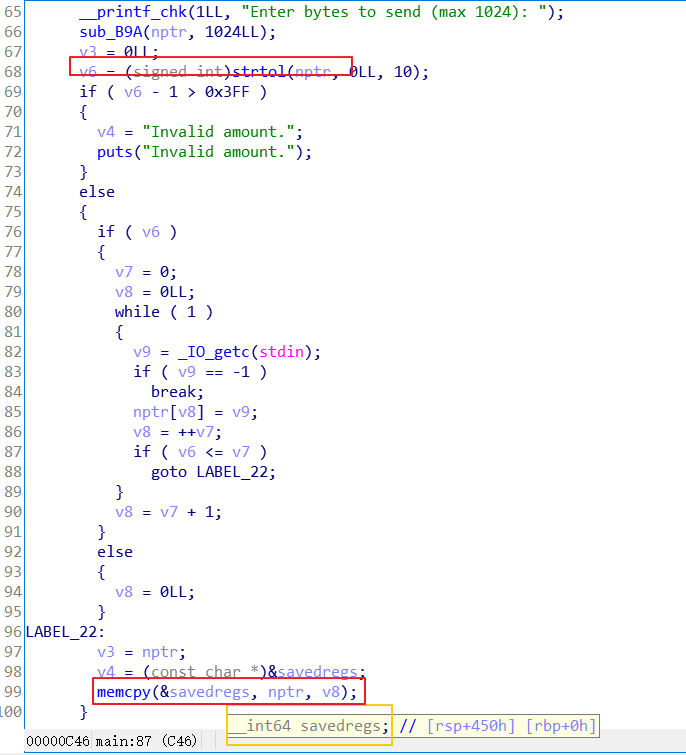 65 __printf_chk(1LL, "Enter bytes to send (max 1024): ");
66 sub_B9A(nptr, 1024LL);
67 v3 = 0LL;
68 v6 = (signed int)strtol(nptr, 0LL, 10);
69 if ( v6 - 1 > 0x3FF )
70 {
71 v4 = "Invalid amount.";
72 puts("Invalid amount.");
73 }
74 else
75 {
76 if ( v6 )
77 {
78 v7 = 0;
79 v8 = 0LL;
80 while ( 1 )
81 {
82 v9 = _IO_getc(stdin);
83 if ( v9 == -1 )
84 break;
85 nptr[v8] = v9;
86 v8 = ++v7;
87 if ( v6 <= v7 )
88 goto LABEL_22;
89 }
90 v8 = v7 + 1;
91 }
92 else
93 {
94 v8 = 0LL;
95 }
96 LABEL_22:
97 v3 = nptr;
98 v4 = (const char *)&savedregs;
99 memcpy(&savedregs, nptr, v8);
100 }
__int64 savedregs; // [rsp+450h] [rbp+0h]
00000C46 main:87 (C46)